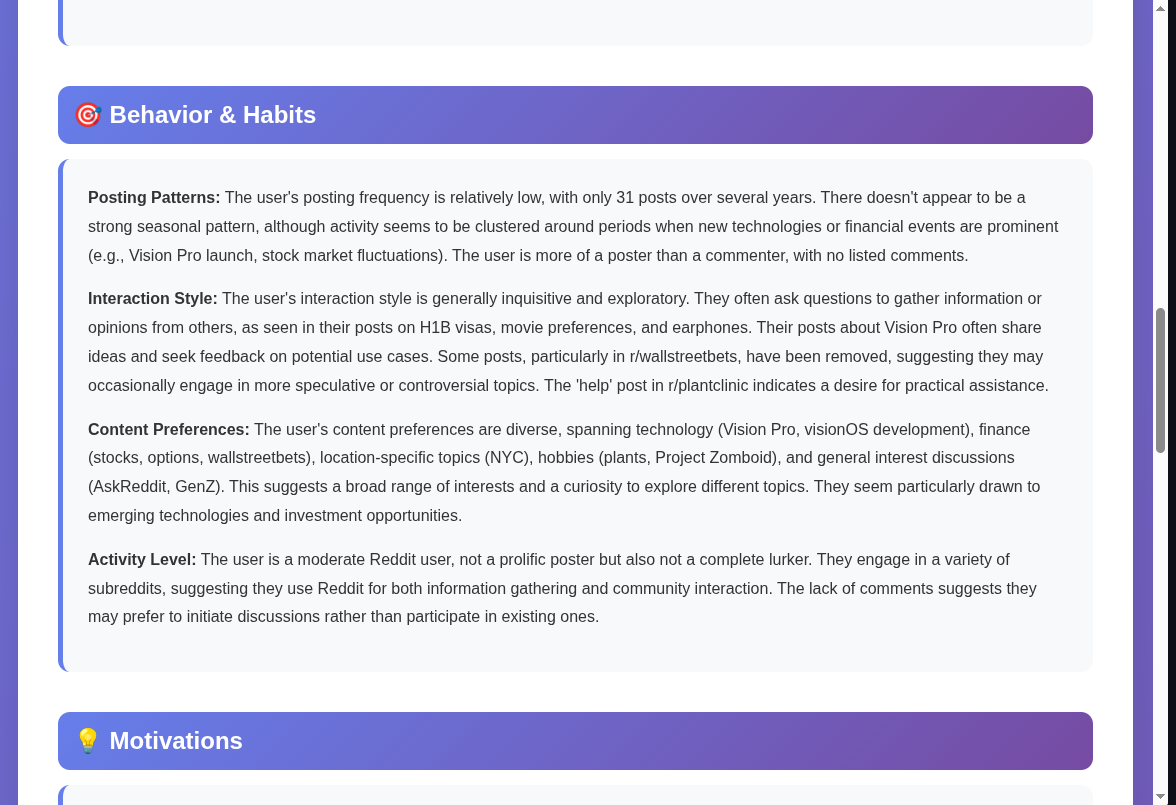 🎯 Behavior & Habits
Posting Patterns: The user's posting frequency is relatively low, with only 31 posts over several years. There doesn't appear to be a
strong seasonal pattern, although activity seems to be clustered around periods when new technologies or financial events are prominent
(e.g., Vision Pro launch, stock market fluctuations). The user is more of a poster than a commenter, with no listed comments.
Interaction Style: The user's interaction style is generally inquisitive and exploratory. They often ask questions to gather information or
opinions from others, as seen in their posts on H1B visas, movie preferences, and earphones. Their posts about Vision Pro often share
ideas and seek feedback on potential use cases. Some posts, particularly in r/wallstreetbets, have been removed, suggesting they may
occasionally engage in more speculative or controversial topics. The 'help' post in r/plantclinic indicates a desire for practical assistance.
Content Preferences: The user's content preferences are diverse, spanning technology (Vision Pro, visionOS development), finance
(stocks, options, wallstreetbets), location-specific topics (NYC), hobbies (plants, Project Zomboid), and general interest discussions
(AskReddit, GenZ). This suggests a broad range of interests and a curiosity to explore different topics. They seem particularly drawn to
emerging technologies and investment opportunities.
Activity Level: The user is a moderate Reddit user, not a prolific poster but also not a complete lurker. They engage in a variety of
subreddits, suggesting they use Reddit for both information gathering and community interaction. The lack of comments suggests they
may prefer to initiate discussions rather than participate in existing ones.
💡 Motivations